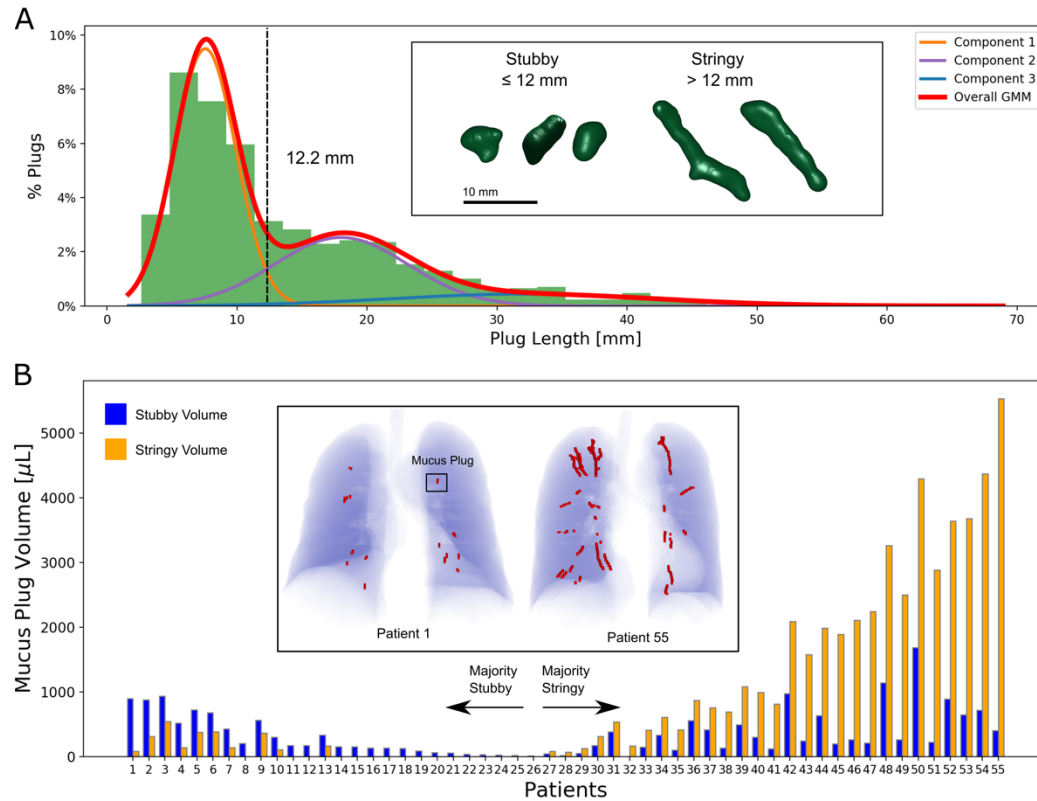 A
10%
8%
6%
4%
2%
0%
% Plugs
12.2 mm
Stubby
≤ 12 mm
Stringy
> 12 mm
10 mm
Component 1
Component 2
Component 3
Overall GMM
0 10 20 30 40 50 60 70
Plug Length [mm]
B
Stubby Volume
Stringy Volume
5000
4000
3000
2000
1000
0
Mucus Plug Volume [μL]
Mucus Plug
Patient 1
Patient 55
Majority
Stubby
Majority
Stringy
1 2 3 4 5 6 7 8 9 10 11 12 13 14 15 16 17 18 19 20 21 22 23 24 25 26 27 28 29 30 31 32 33 34 35 36 37 38 39 40 41 42 43 44 45 46 47 48 49 50 51 52 53 54 55
Patients